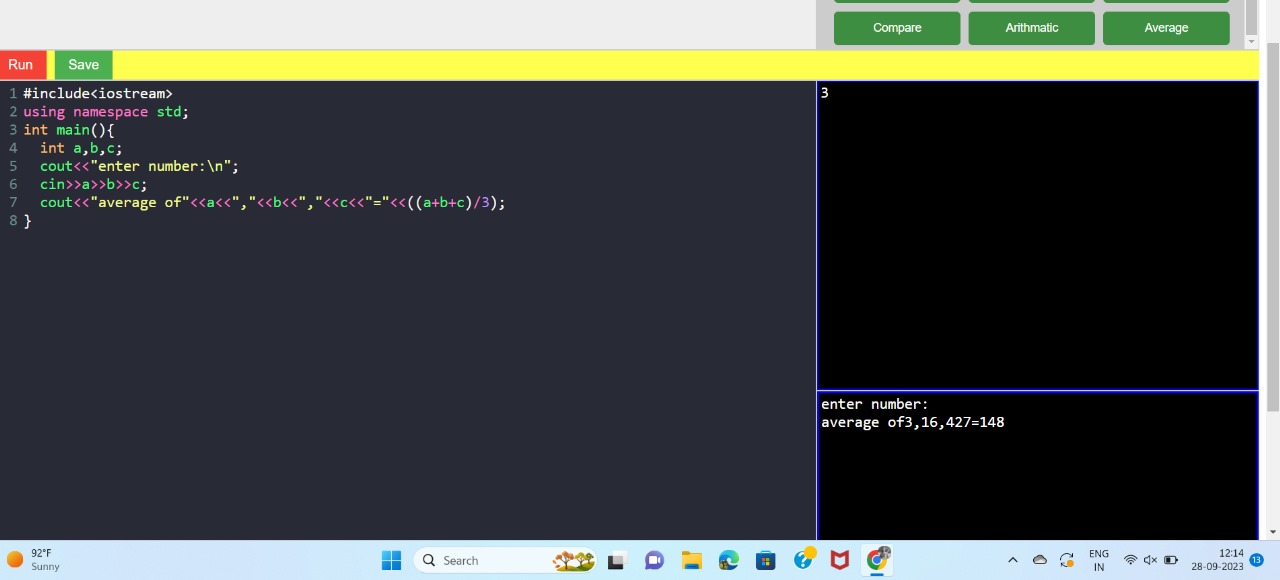 Compare Arithmatic Average
Run Save
1 #include<iostream>
2 using namespace std;
3 int main(){
4 int a,b,c;
5 cout<<"enter number:\n";
6 cin>>a>>b>>c;
7 cout<<"average of"<<a<<","<<b<<","<<c<<"="<<((a+b+c)/3);
8 }
3
enter number:
average of3,16,427=148
92°F
Sunny
Search
ENG
IN
12:14
28-09-2023
13